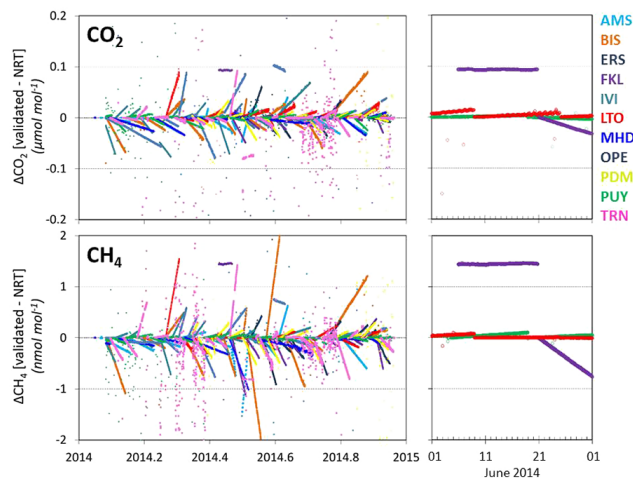 CO2
ΔCO2 [validated - NRT]
(µmol mol-1)
0.2
0.1
0
-0.1
-0.2
AMS
BIS
ERS
FKL
IVI
LTO
MHD
OPE
PDM
PUY
TRN
CH4
ΔCH4 [validated - NRT]
(nmol mol-1)
2
1
0
-1
-2
2014
2014.2
2014.4
2014.6
2014.8
2015
01
11
21
01
June 2014